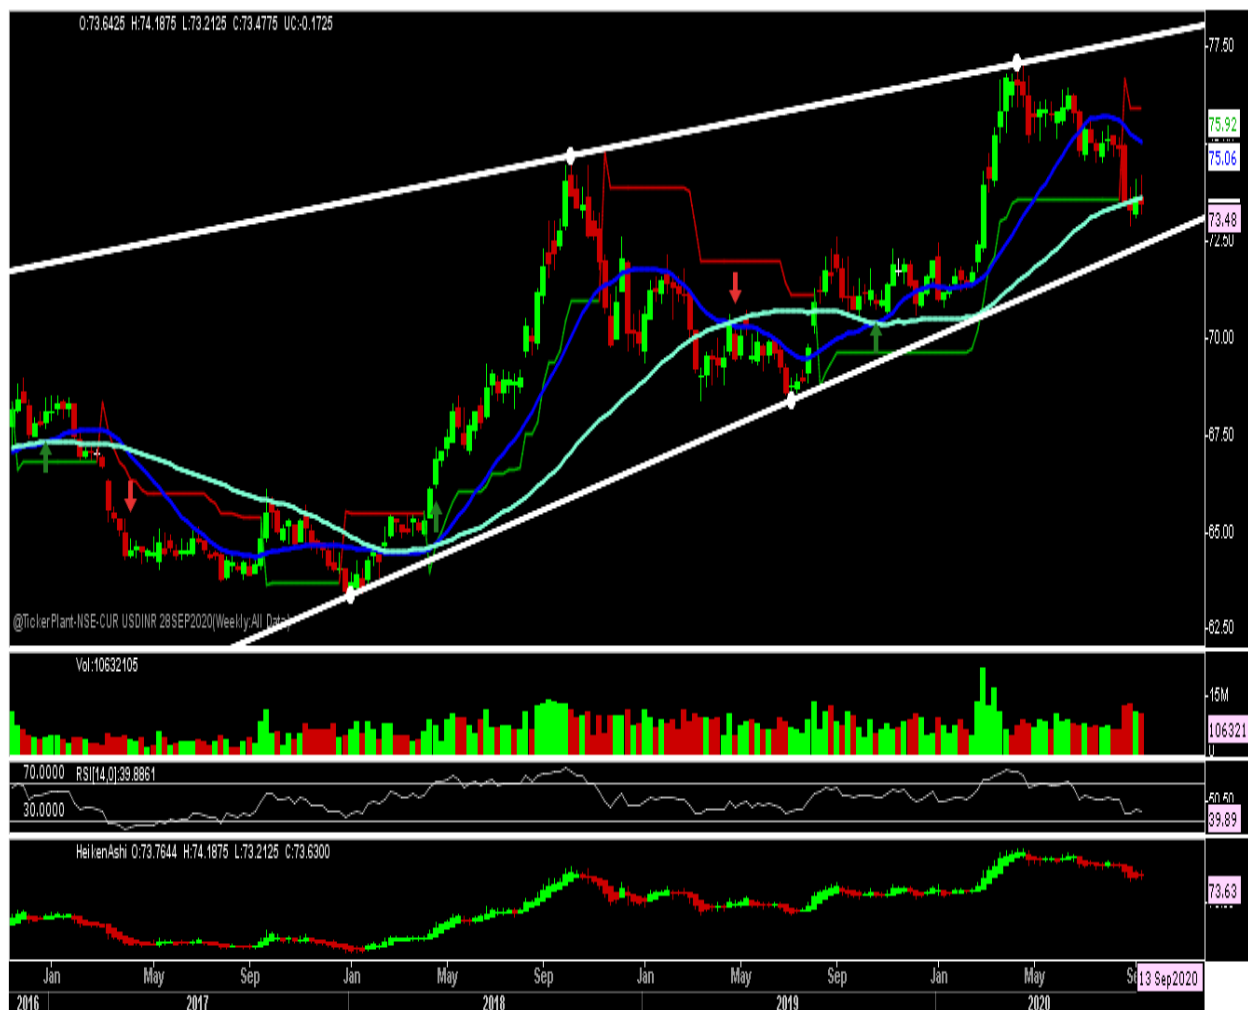 O:73.6425 H:74.1875 L:73.2125 C:73.4775 UC:-0.1725
77.50
75.92
75.06
73.48
72.50
70.00
67.50
65.00
62.50
@TickerPlant-NSE-CUR USDINR 28SEP2020(Weekly:All Data)
Vol:10632105
15M
106321
70.0000 RSI[14,0]:39.8861
30.0000
50.50
39.89
HeikenAshi O:73.7644 H:74.1875 L:73.2125 C:73.6300
73.63
Jan May Sep Jan May Sep Jan May Sep Jan May 13 Sep2020
2016 2017 2018 2019 2020